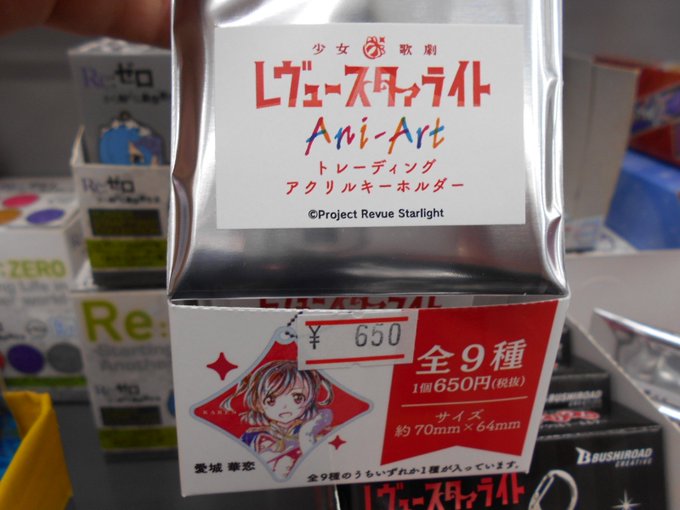 少女歌劇
レヴュースタァライト
Ani-Art
トレーディング
アクリルキーホルダー
©Project Revue Starlight
¥ 650
全9種
1個650円(税抜)
サイズ
約70mm×64mm
KAREN
愛城 華恋
全9種のうちいずれか1種が入っています。
Re:ゼロ
Re:ゼロ
:ZERO
Re:
Starting
Another
Re:ゼロ
BUSHIROAD
BUSHIROAD
CREATIVE
レヴュースタァライト